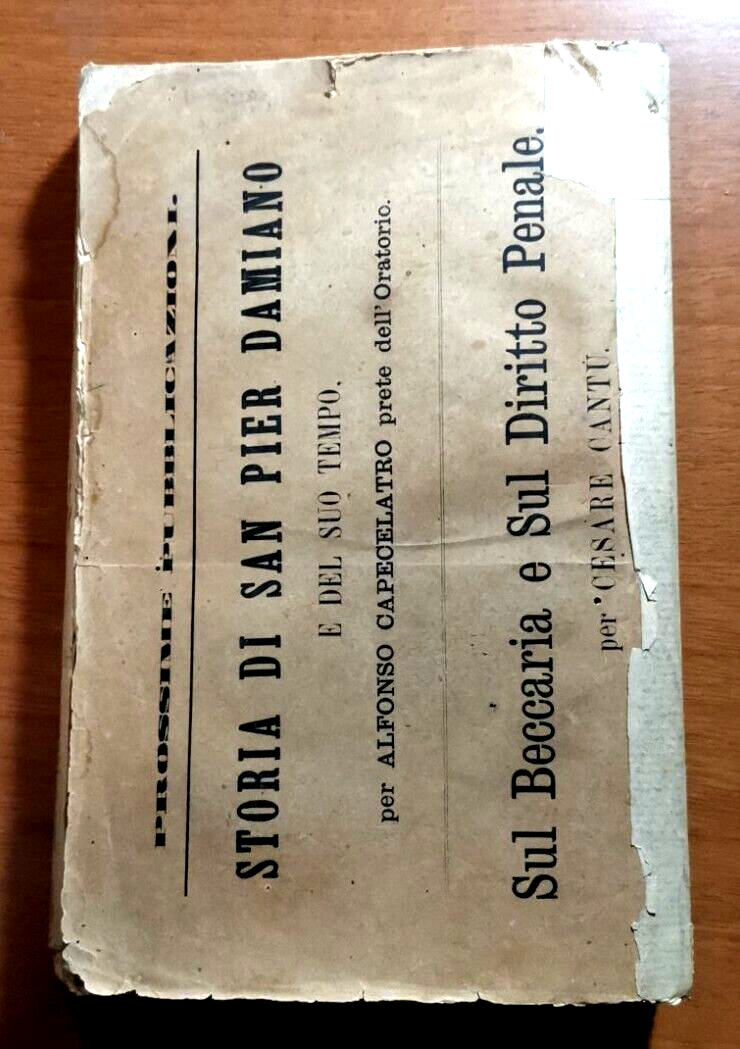 PROSSIME PUBBLICAZIONI.
STORIA DI SAN PIER DAMIANO
E DEL SUO TEMPO,
per ALFONSO CAPECELATRO prete dell'Oratorio.
Sul Beccaria e Sul Diritto Penale.
per CESARE CANTÙ.